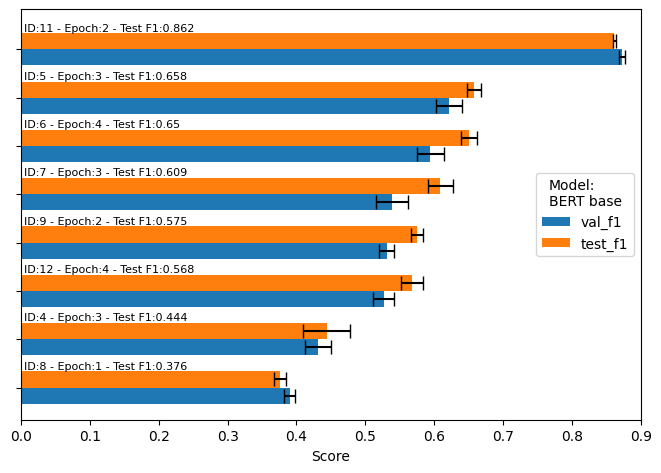 ID:11 - Epoch:2 - Test F1:0.862
ID:5 - Epoch:3 - Test F1:0.658
ID:6 - Epoch:4 - Test F1:0.65
ID:7 - Epoch:3 - Test F1:0.609
ID:9 - Epoch:2 - Test F1:0.575
ID:12 - Epoch:4 - Test F1:0.568
ID:4 - Epoch:3 - Test F1:0.444
ID:8 - Epoch:1 - Test F1:0.376
Model:
BERT base
val_f1
test_f1
0.0 0.1 0.2 0.3 0.4 0.5 0.6 0.7 0.8 0.9
Score